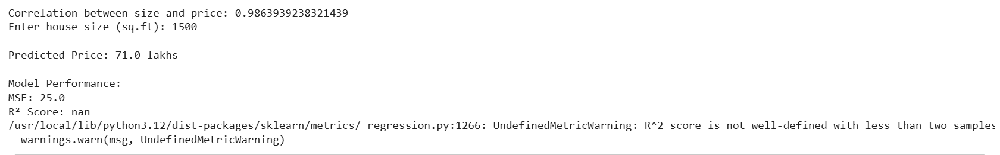 Correlation between size and price: 0.9863939238321439
Enter house size (sq.ft): 1500
Predicted Price: 71.0 lakhs
Model Performance:
MSE: 25.0
R² Score: nan
/usr/local/lib/python3.12/dist-packages/sklearn/metrics/_regression.py:1266: UndefinedMetricWarning: R^2 score is not well-defined with less than two samples
warnings.warn(msg, UndefinedMetricWarning)